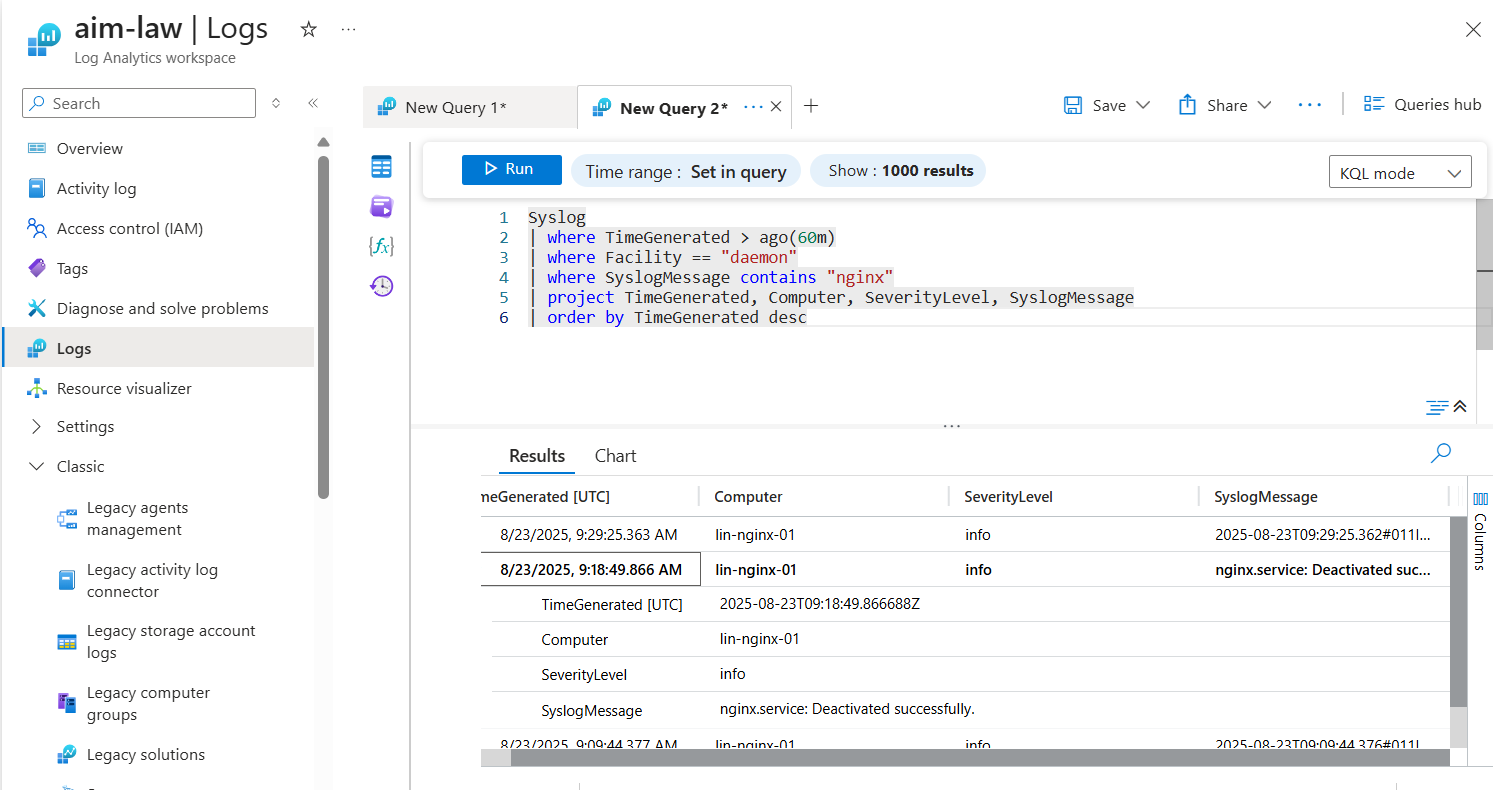 aim-law | Logs
Log Analytics workspace
Search
Overview
Activity log
Access control (IAM)
Tags
Diagnose and solve problems
Logs
Resource visualizer
Settings
Classic
Legacy agents
management
Legacy activity log
connector
Legacy storage account
logs
Legacy computer
groups
Legacy solutions
New Query 1*
New Query 2*
Save
Share
Queries hub
Run
Time range : Set in query
Show : 1000 results
KQL mode
1 Syslog
2 | where TimeGenerated > ago(60m)
3 | where Facility == "daemon"
4 | where SyslogMessage contains "nginx"
5 | project TimeGenerated, Computer, SeverityLevel, SyslogMessage
6 | order by TimeGenerated desc
Results Chart
meGenerated [UTC] Computer SeverityLevel SyslogMessage
8/23/2025, 9:29:25.363 AM lin-nginx-01 info 2025-08-23T09:29:25.362#011I...
8/23/2025, 9:18:49.866 AM lin-nginx-01 info nginx.service: Deactivated suc...
TimeGenerated [UTC] 2025-08-23T09:18:49.866688Z
Computer lin-nginx-01
SeverityLevel info
SyslogMessage nginx.service: Deactivated successfully.
8/23/2025, 9:09:44.377 AM lin-nginx-01 info 2025-08-23T09:09:44.376#011I...
Columns